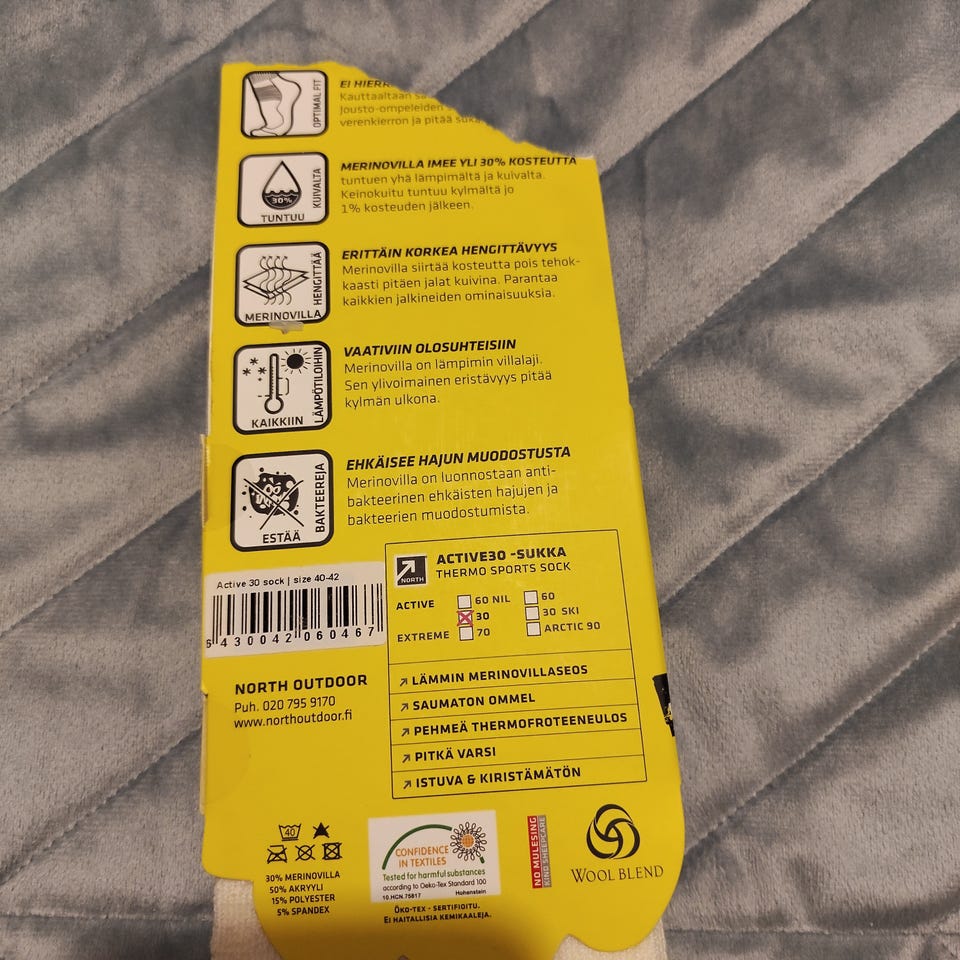 OPTIMAL FIT
EI HIERR
Kauttaaltaan
Jousto-ompeleiden
verenkierron ja pitää suka
30%
TUNTUU
KUIVALTA
MERINOVILLA IMEE YLI 30% KOSTEUTTA
tuntuen yhä lämpimältä ja kuivalta.
Keinokuitu tuntuu kylmältä jo
1% kosteuden jälkeen.
MERINOVILLA
HENGITTÄÄ
ERITTÄIN KORKEA HENGITTÄVYYS
Merinovilla siirtää kosteutta pois tehok-
kaasti pitäen jalat kuivina. Parantaa
kaikkien jalkineiden ominaisuuksia.
KAIKKIIN
LÄMPÖTILOIHIN
VAATIVIIN OLOSUHTEISIIN
Merinovilla on lämpimin villalaji.
Sen ylivoimainen eristävyys pitää
kylmän ulkona.
ESTÄÄ
BAKTEEREJA
EHKÄISEE HAJUN MUODOSTUSTA
Merinovilla on luonnostaan anti-
bakteerinen ehkäisten hajujen ja
bakteerien muodostumista.
Active 30 sock | size 40-42
6 430042 060467
NORTH
ACTIVE30 -SUKKA
THERMO SPORTS SOCK
ACTIVE 60 NIL 60
30 30 SKI
EXTREME 70 ARCTIC 90
LÄMMIN MERINOVILLASEOS
SAUMATON OMMEL
PEHMEÄ THERMOFROTEENEULOS
PITKÄ VARSI
ISTUVA & KIRISTÄMÄTÖN
NORTH OUTDOOR
Puh. 020 795 9170
www.northoutdoor.fi
40
30% MERINOVILLA
50% AKRYYLI
15% POLYESTER
5% SPANDEX
CONFIDENCE
IN TEXTILES
Tested for harmful substances
according to Oeko-Tex Standard 100
10.HCN.75817 Hohenstein
ÖKO-TEX - SERTIFIOITU.
EI HAITALLISIA KEMIKAALEJA.
NO MULESING
KIND SHEEPCARE
WOOL BLEND